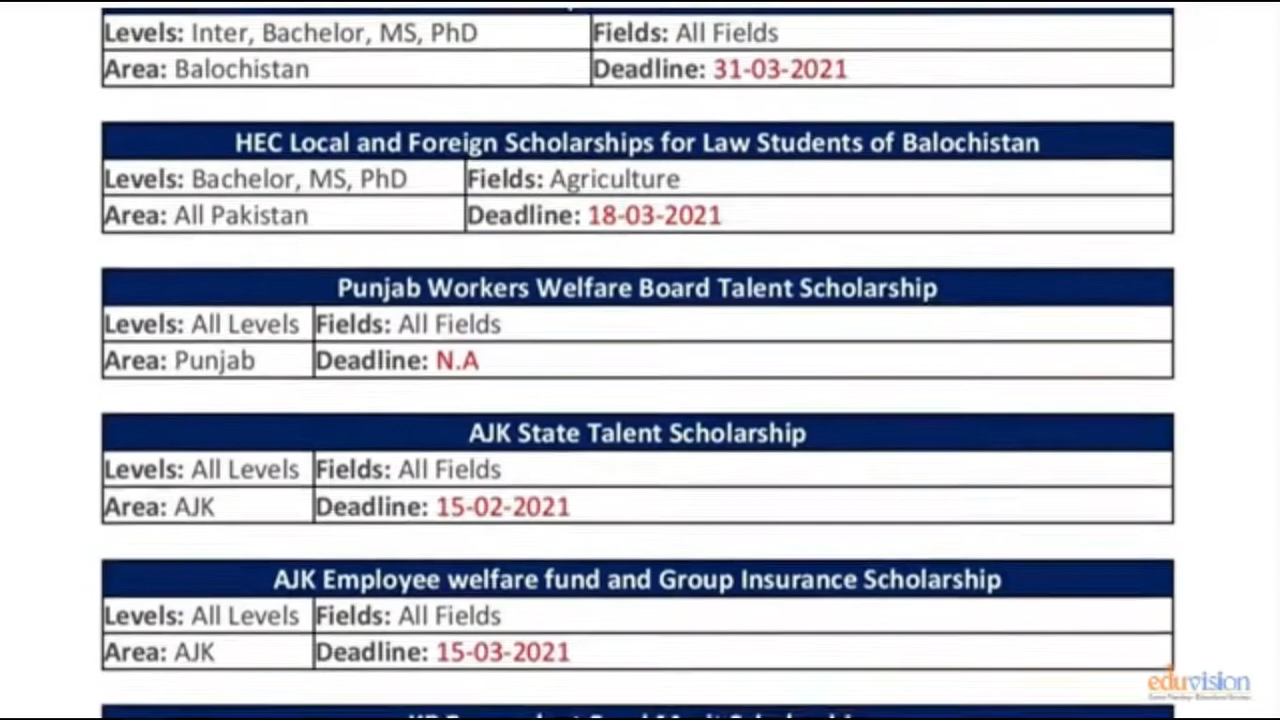 Levels: Inter, Bachelor, MS, PhD Fields: All Fields
Area: Balochistan Deadline: 31-03-2021
HEC Local and Foreign Scholarships for Law Students of Balochistan
Levels: Bachelor, MS, PhD Fields: Agriculture
Area: All Pakistan Deadline: 18-03-2021
Punjab Workers Welfare Board Talent Scholarship
Levels: All Levels Fields: All Fields
Area: Punjab Deadline: N.A
AJK State Talent Scholarship
Levels: All Levels Fields: All Fields
Area: AJK Deadline: 15-02-2021
AJK Employee welfare fund and Group Insurance Scholarship
Levels: All Levels Fields: All Fields
Area: AJK Deadline: 15-03-2021
eduvision